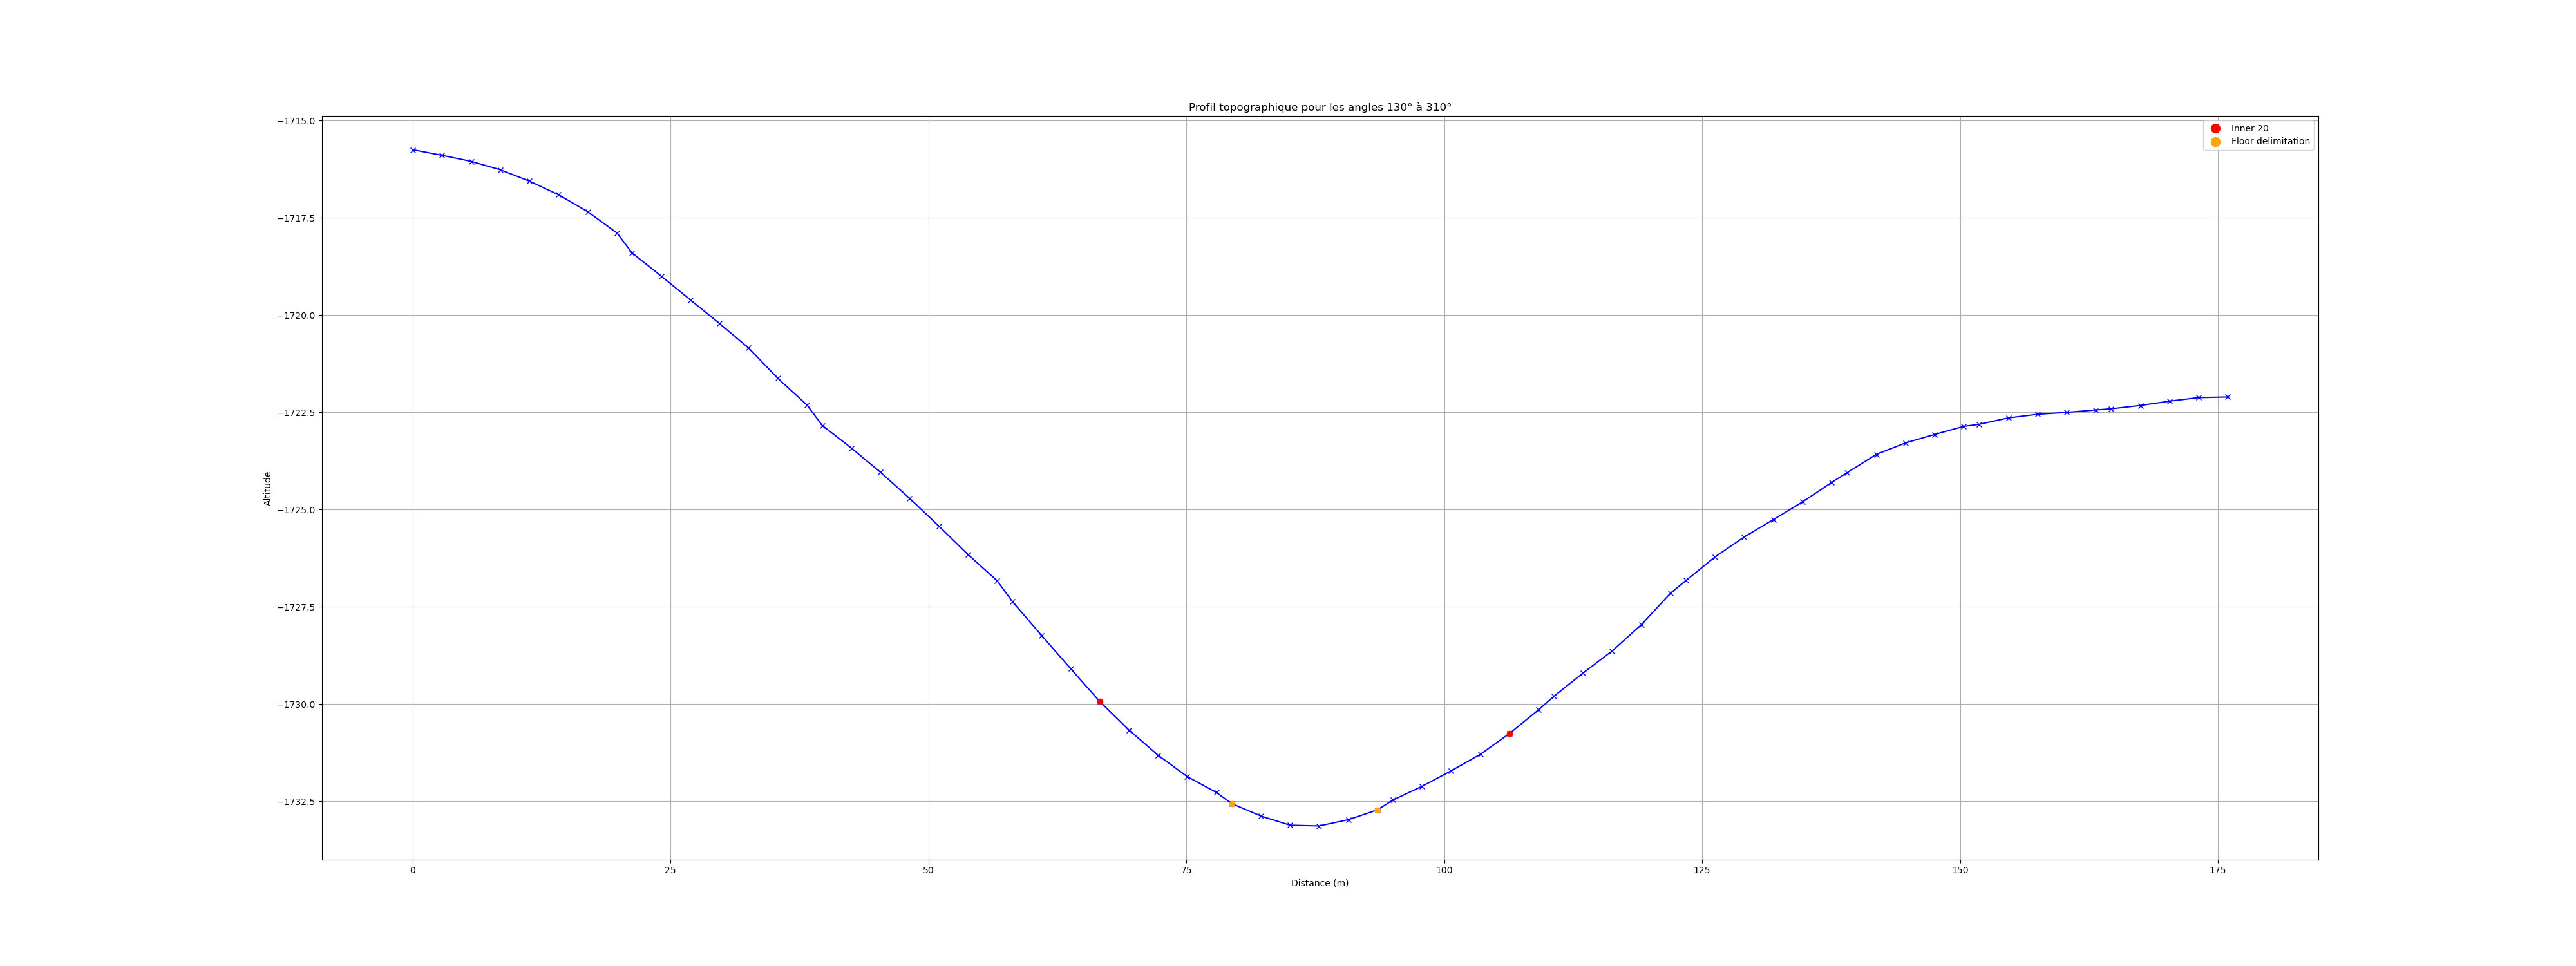 Profil topographique pour les angles 130° à 310°
Inner 20
Floor delimitation
−1715.0
−1717.5
−1720.0
−1722.5
−1725.0
−1727.5
−1730.0
−1732.5
Altitude
0 25 50 75 100 125 150 175
Distance (m)